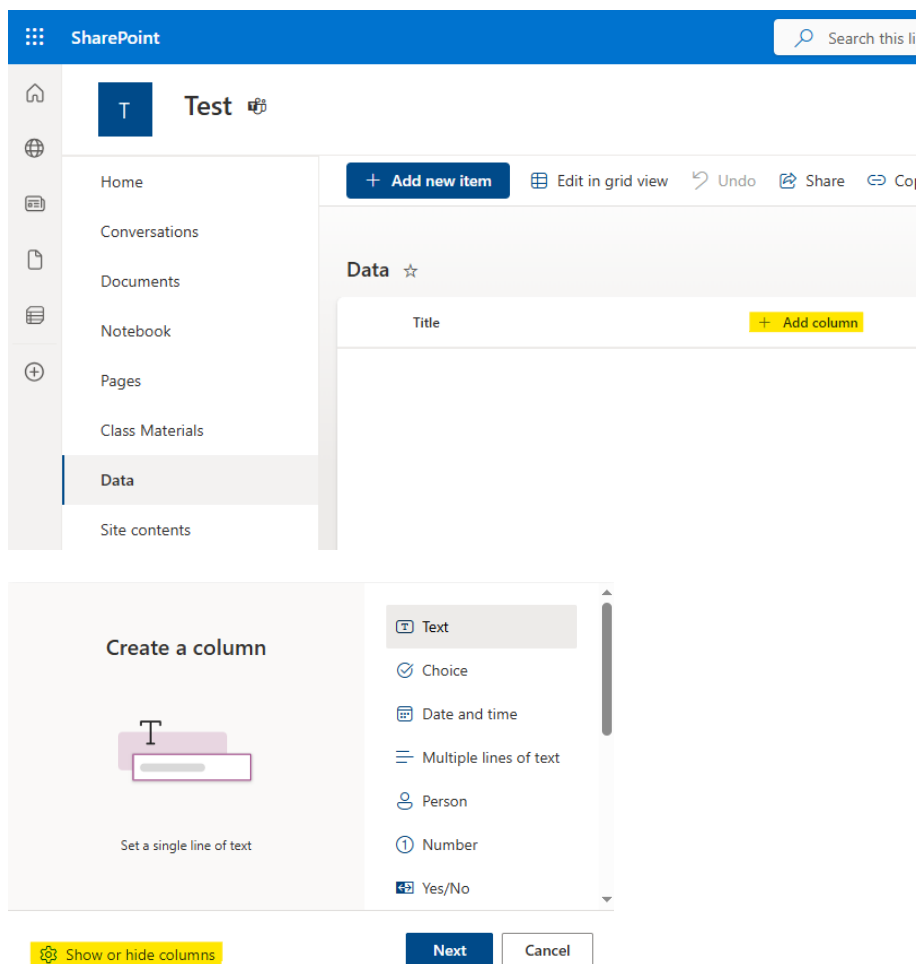 SharePoint
Search this li
T
Test
Home
+ Add new item
Edit in grid view
Undo
Share
Cop
Conversations
Documents
Data
Notebook
Title
+ Add column
Pages
Class Materials
Data
Site contents
Create a column
T
Set a single line of text
Text
Choice
Date and time
Multiple lines of text
Person
Number
Yes/No
Show or hide columns
Next
Cancel